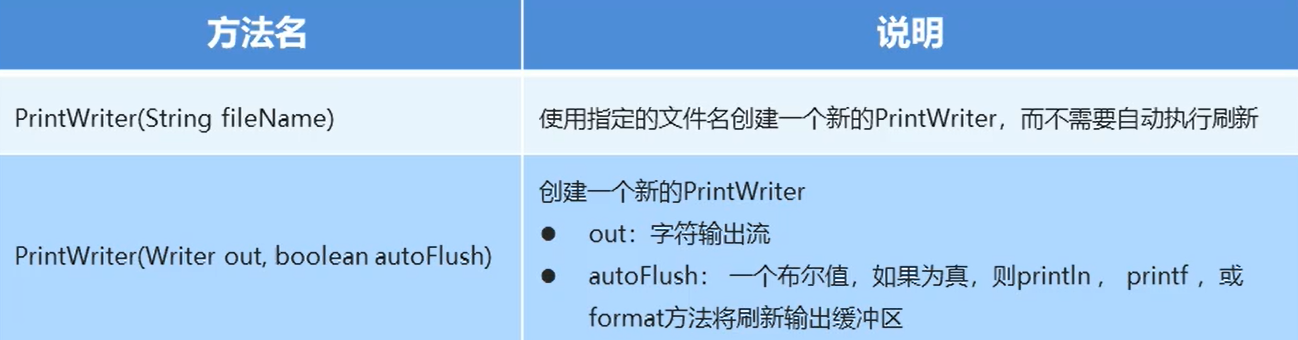 方法名 说明
PrintWriter(String fileName) 使用指定的文件名创建一个新的PrintWriter，而不需要自动执行刷新
PrintWriter(Writer out, boolean autoFlush)
创建一个新的PrintWriter
● out：字符输出流
● autoFlush： 一个布尔值，如果为真，则println ， printf ，或
format方法将刷新输出缓冲区